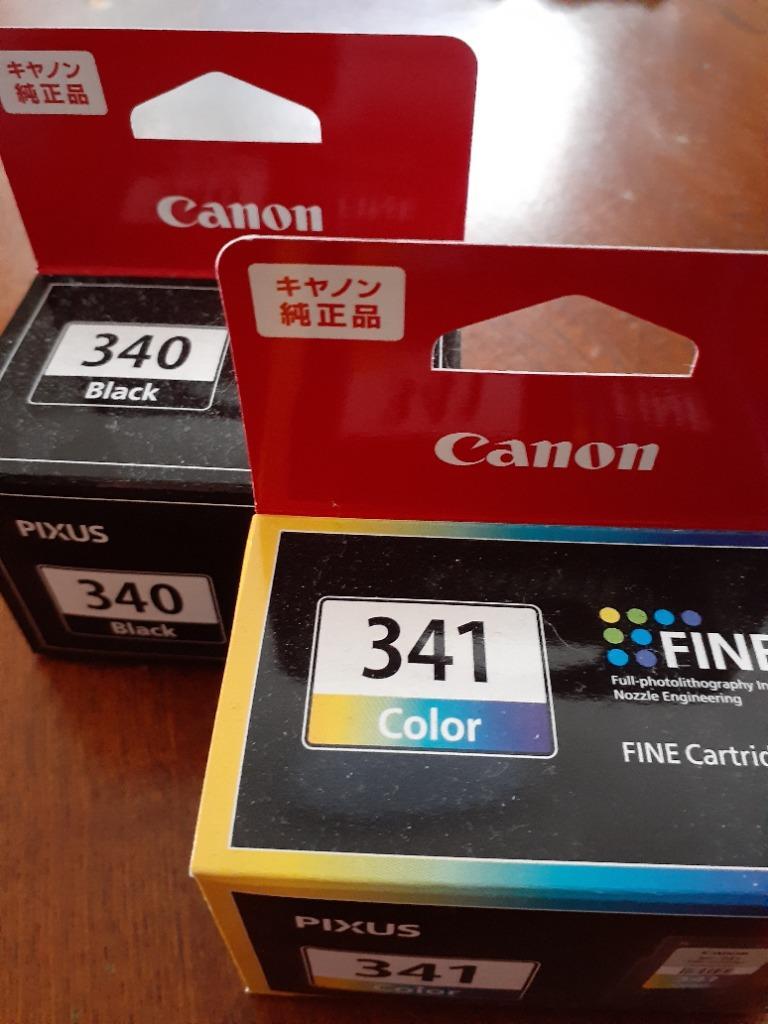 キヤノン
純正品
Canon
340
Black
PIXUS
340
Black
キヤノン
純正品
Canon
341
Color
FINE
Full-photolithography In
Nozzle Engineering
FINE Cartrid
PIXUS
341
Color
Canon